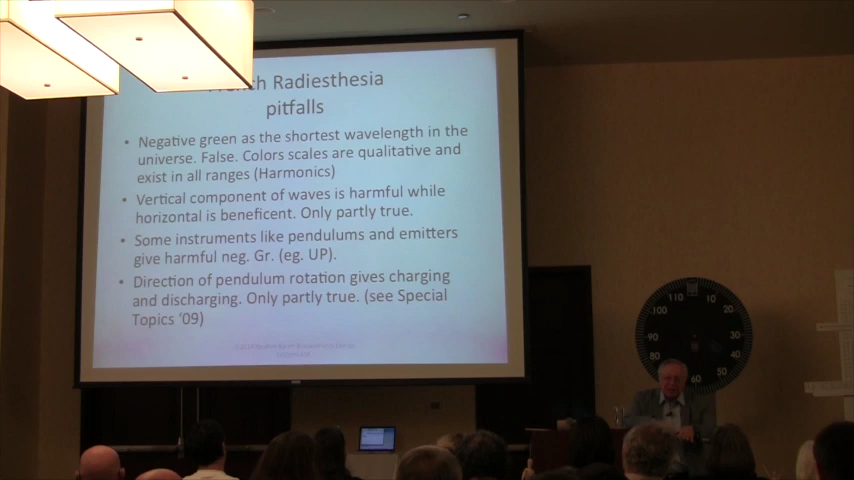 Radiesthesia
pitfalls
• Negative green as the shortest wavelength in the
universe. False. Colors scales are qualitative and
exist in all ranges (Harmonics)
• Vertical component of waves is harmful while
horizontal is beneficent. Only partly true.
• Some instruments like pendulums and emitters
give harmful neg. Gr. (eg. UP).
• Direction of pendulum rotation gives charging
and discharging. Only partly true. (see Special
Topics ‘09)
110
10
100
20
90
30
80
40
60